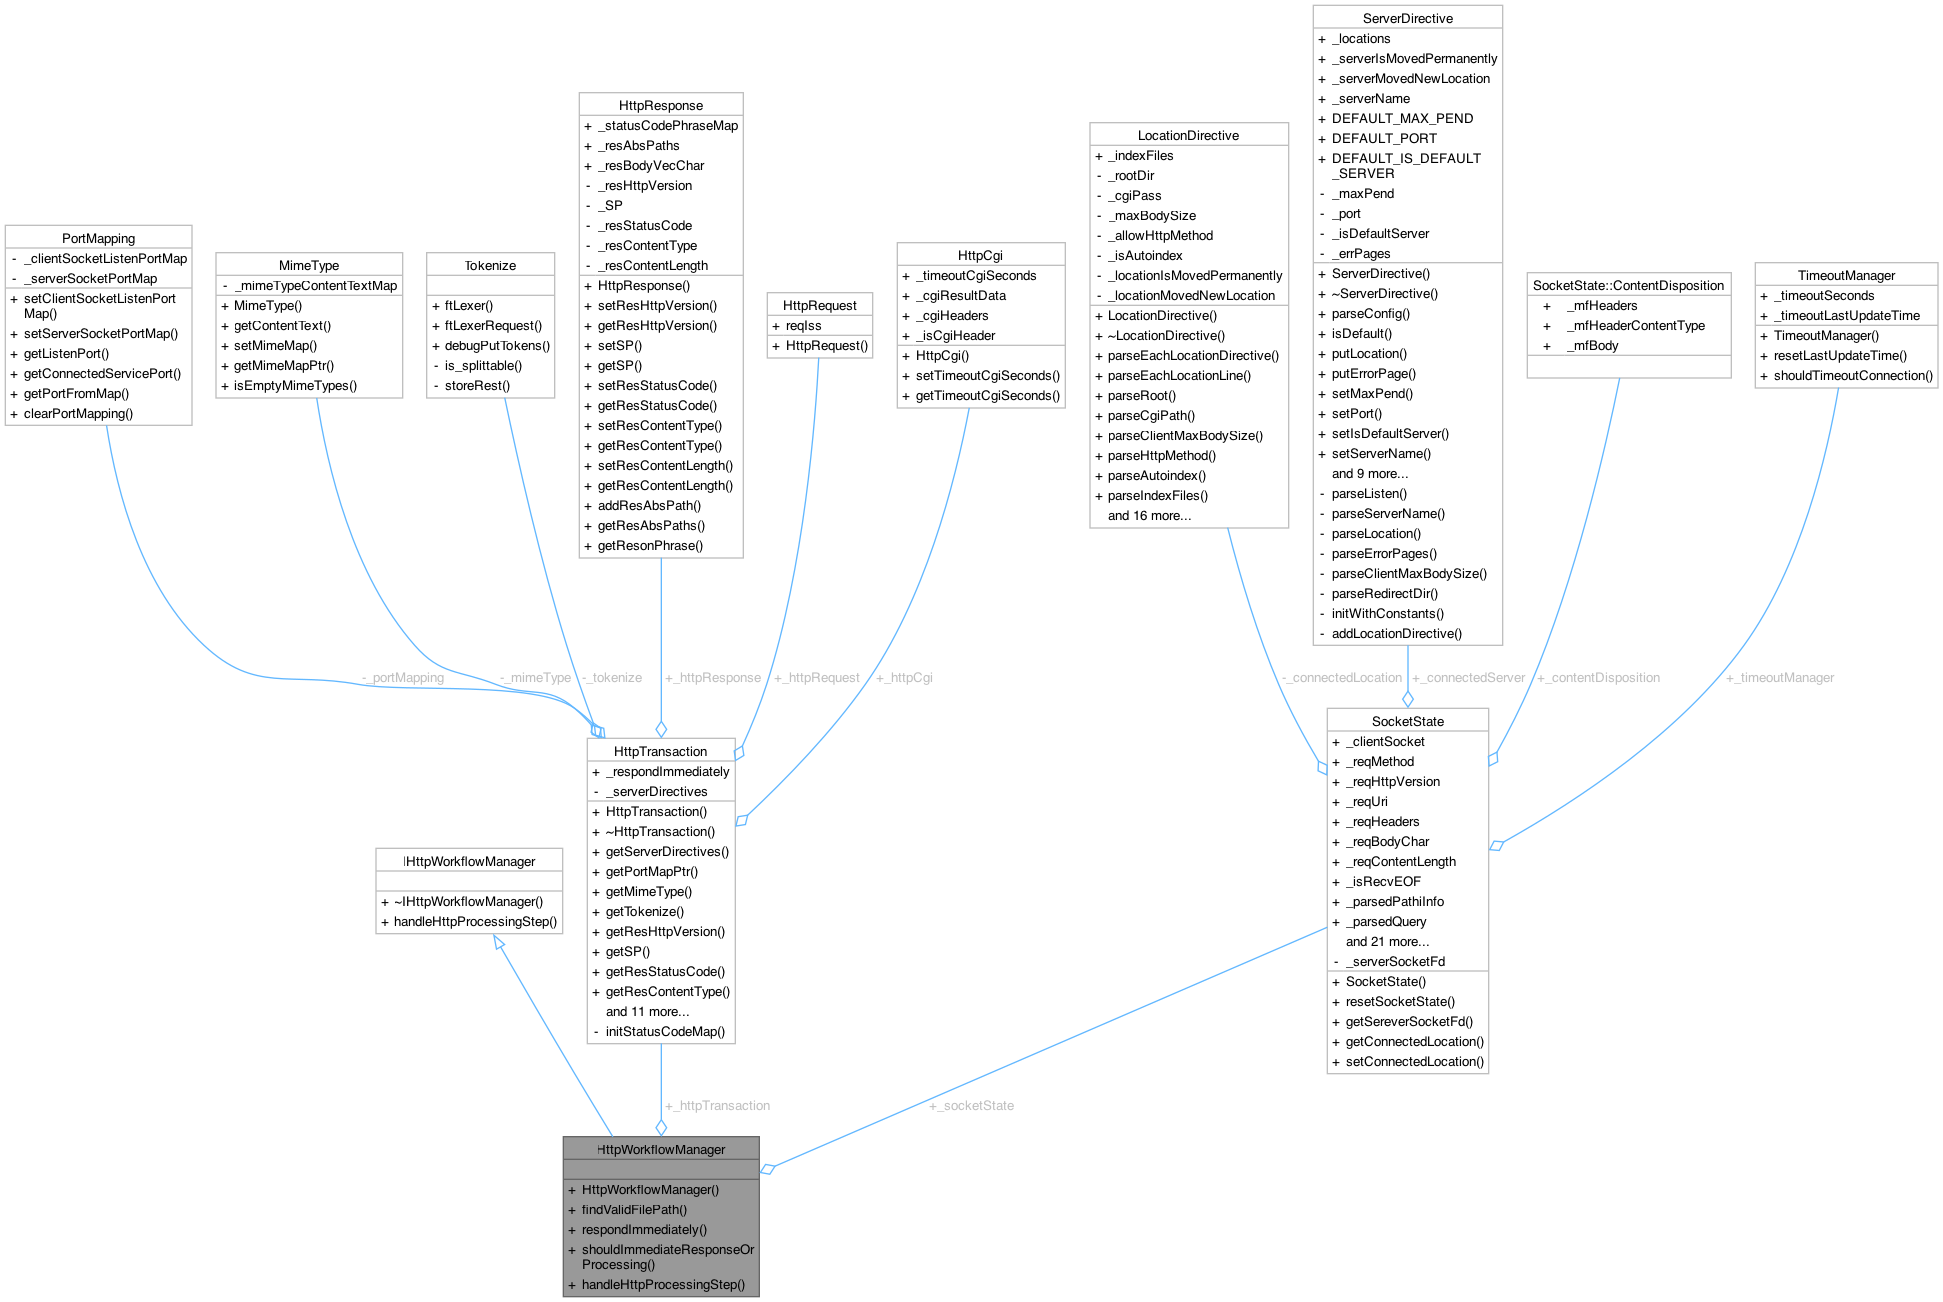 ServerDirective
+ _locations
+ _serverIsMovedPermanently
+ _serverMovedNewLocation
+ _serverName
+ DEFAULT_MAX_PEND
+ DEFAULT_PORT
+ DEFAULT_IS_DEFAULT
_SERVER
- _maxPend
- _port
- _isDefaultServer
- _errPages
+ ServerDirective()
+ ~ServerDirective()
+ parseConfig()
+ isDefault()
+ putLocation()
+ putErrorPage()
+ setMaxPend()
+ setPort()
+ setIsDefaultServer()
+ setServerName()
and 9 more...
- parseListen()
- parseServerName()
- parseLocation()
- parseErrorPages()
- parseClientMaxBodySize()
- parseRedirectDir()
- initWithConstants()
- addLocationDirective()
HttpResponse
+ _statusCodePhraseMap
+ _resAbsPaths
+ _resBodyVecChar
- _resHttpVersion
- _SP
- _resStatusCode
- _resContentType
- _resContentLength
+ HttpResponse()
+ setResHttpVersion()
+ getResHttpVersion()
+ setSP()
+ getSP()
+ setResStatusCode()
+ getResStatusCode()
+ setResContentType()
+ getResContentType()
+ setResContentLength()
+ getResContentLength()
+ addResAbsPath()
+ getResAbsPaths()
+ getResonPhrase()
LocationDirective
+ _indexFiles
- _rootDir
- _cgiPass
- _maxBodySize
- _allowHttpMethod
- _isAutoindex
- _locationIsMovedPermanently
- _locationMovedNewLocation
+ LocationDirective()
+ ~LocationDirective()
+ parseEachLocationDirective()
+ parseEachLocationLine()
+ parseRoot()
+ parseCgiPath()
+ parseClientMaxBodySize()
+ parseHttpMethod()
+ parseAutoindex()
+ parseIndexFiles()
and 16 more...
PortMapping
- _clientSocketListenPortMap
- _serverSocketPortMap
+ setClientSocketListenPort
Map()
+ setServerSocketPortMap()
+ getListenPort()
+ getConnectedServicePort()
+ getPortFromMap()
+ clearPortMapping()
MimeType
- _mimeTypeContentTextMap
+ MimeType()
+ getContentText()
+ setMimeMap()
+ getMimeMapPtr()
+ isEmptyMimeTypes()
Tokenize
+ ftLexer()
+ ftLexerRequest()
+ debugPutTokens()
- is_splittable()
- storeRest()
HttpRequest
+ reqIss
+ HttpRequest()
HttpCgi
+ _timeoutCgiSeconds
+ _cgiResultData
+ _cgiHeaders
+ _isCgiHeader
+ HttpCgi()
+ setTimeoutCgiSeconds()
+ getTimeoutCgiSeconds()
SocketState::ContentDisposition
+ _mfHeaders
+ _mfHeaderContentType
+ _mfBody
TimeoutManager
+ _timeoutSeconds
+ _timeoutLastUpdateTime
+ TimeoutManager()
+ resetLastUpdateTime()
+ shouldTimeoutConnection()
-_portMapping
-_mimeType
-_tokenize
+_httpResponse
+_httpRequest
+_httpCgi
-_connectedLocation
+_connectedServer
+_contentDisposition
+_timeoutManager
HttpTransaction
+ _respondImmediately
- _serverDirectives
+ HttpTransaction()
+ ~HttpTransaction()
+ getServerDirectives()
+ getPortMapPtr()
+ getMimeType()
+ getTokenize()
+ getResHttpVersion()
+ getSP()
+ getResStatusCode()
+ getResContentType()
and 11 more...
- initStatusCodeMap()
SocketState
+ _clientSocket
+ _reqMethod
+ _reqHttpVersion
+ _reqUri
+ _reqHeaders
+ _reqBodyChar
+ _reqContentLength
+ _isRecvEOF
+ _parsedPathiInfo
+ _parsedQuery
and 21 more...
- _serverSocketFd
+ SocketState()
+ resetSocketState()
+ getSereverSocketFd()
+ getConnectedLocation()
+ setConnectedLocation()
IHttpWorkflowManager
+ ~IHttpWorkflowManager()
+ handleHttpProcessingStep()
+_httpTransaction
+_socketState
HttpWorkflowManager
+ HttpWorkflowManager()
+ findValidFilePath()
+ respondImmediately()
+ shouldImmediateResponseOr
Processing()
+ handleHttpProcessingStep()